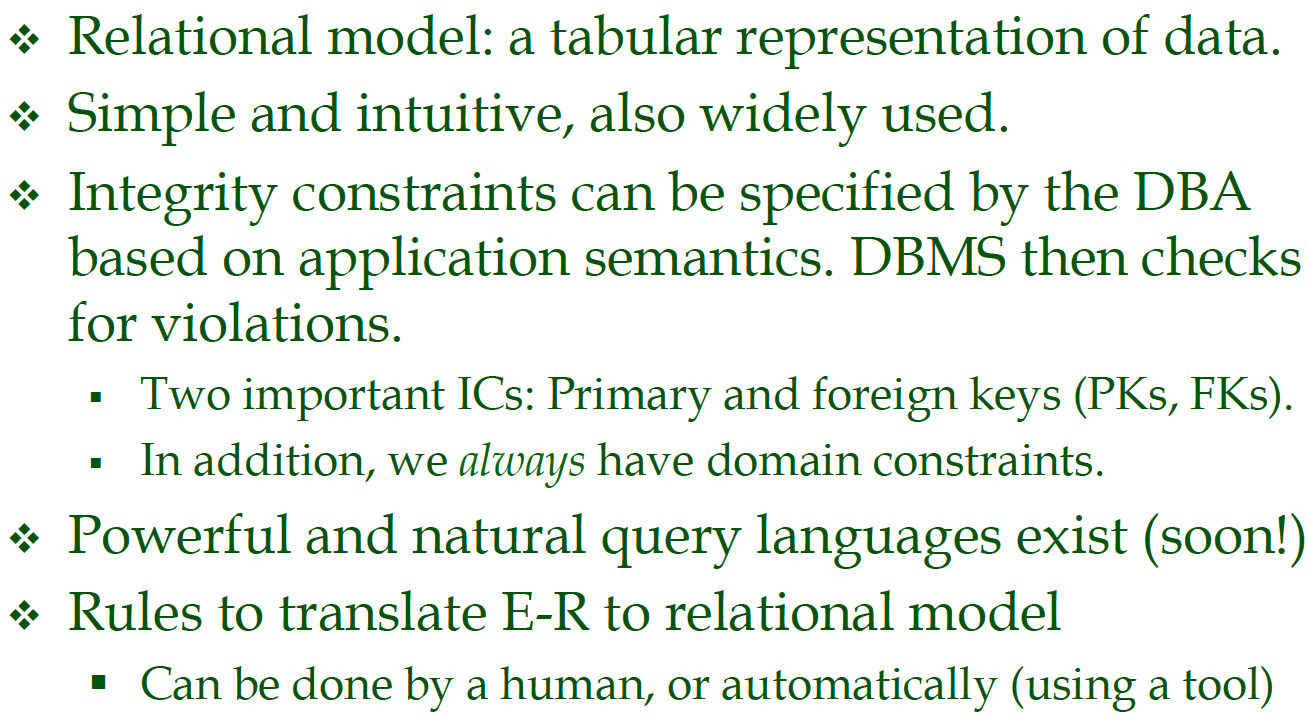 ❖ Relational model: a tabular representation of data.
❖ Simple and intuitive, also widely used.
❖ Integrity constraints can be specified by the DBA
based on application semantics. DBMS then checks
for violations.
▪ Two important ICs: Primary and foreign keys (PKs, FKs).
▪ In addition, we always have domain constraints.
❖ Powerful and natural query languages exist (soon!)
❖ Rules to translate E-R to relational model
▪ Can be done by a human, or automatically (using a tool)